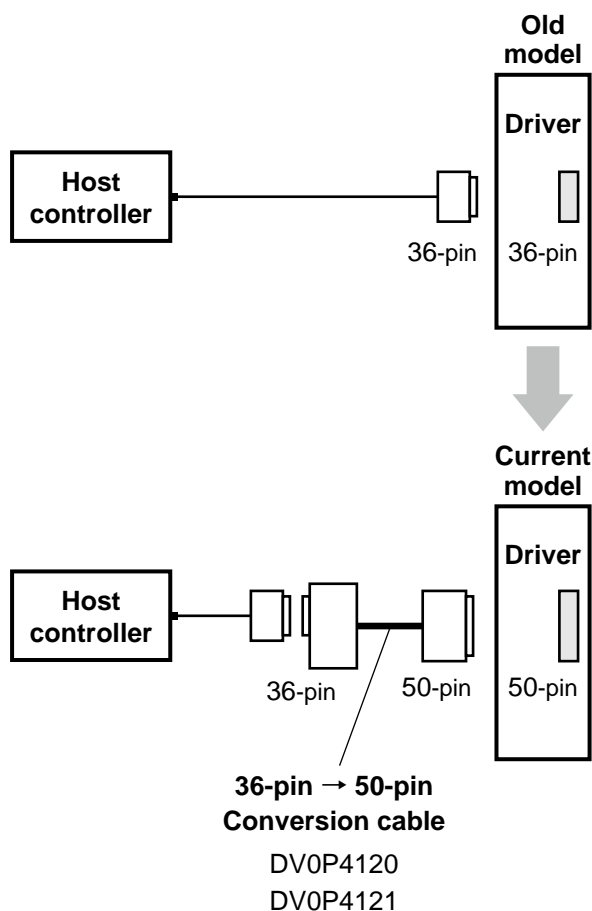 Old
model
Driver
Host
controller
36-pin
36-pin
Current
model
Driver
Host
controller
36-pin
50-pin
50-pin
36-pin → 50-pin
Conversion cable
DV0P4120
DV0P4121